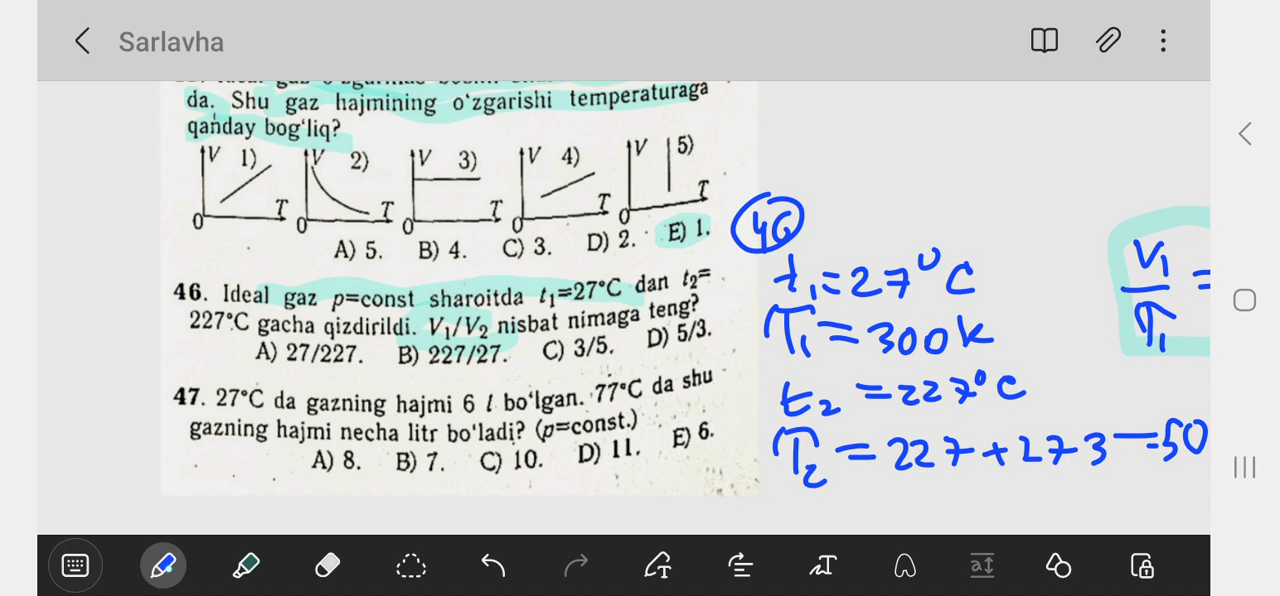 Sarlavha
da. Shu gaz hajmining o'zgarishi temperaturaga
qanday bog'liq?
V 1) V 2) V 3) V 4) V 5)
0 T 0 T 0 T 0 T 0 T
A) 5. B) 4. C) 3. D) 2. E) 1.
46. Ideal gaz p=const sharoitda t₁=27°C dan t₂=
227°C gacha qizdirildi. V₁/V₂ nisbat nimaga teng?
A) 27/227. B) 227/27. C) 3/5. D) 5/3.
47. 27°C da gazning hajmi 6 l bo'lgan. 77°C da shu
gazning hajmi necha litr bo'ladi? (p=const.)
A) 8. B) 7. C) 10. D) 11. E) 6.
46
t₁=27°C
T₁=300K
t₂=227°C
T₂=227+273=50
V₁/T₁ =